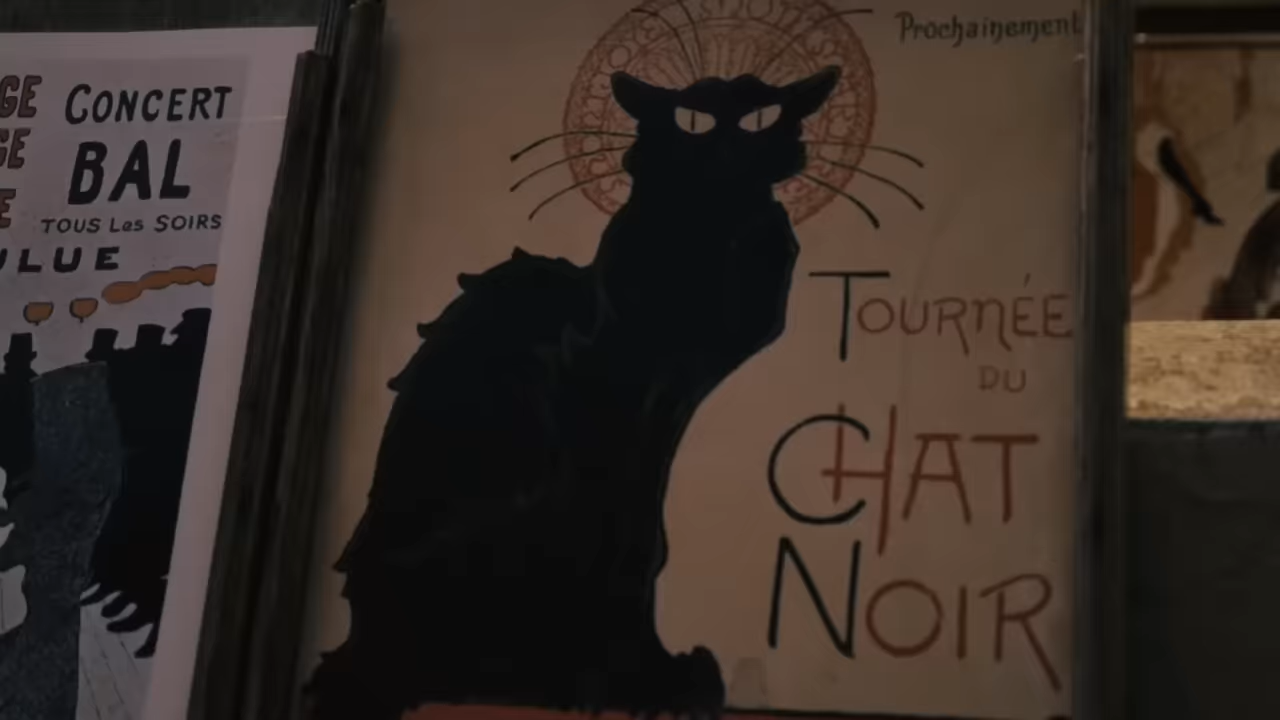 GE CONCERT
GE BAL
E TOUS Les SOIRS
ULUE
Prochainement
TOURNÉE
DU
CHAT
NOIR